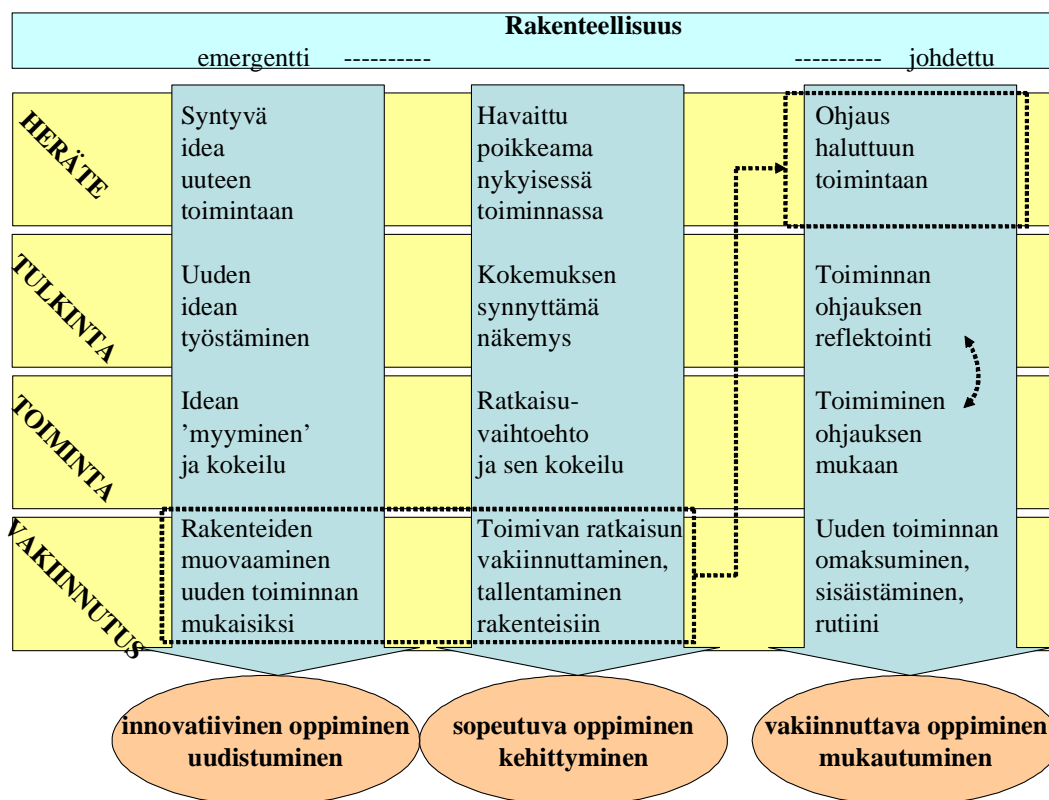 Rakenteellisuus
emergentti ---------- ---------- johdettu
HERÄTE
Syntyvä
idea
uuteen
toimintaan
Havaittu
poikkeama
nykyisessä
toiminnassa
Ohjaus
haluttuun
toimintaan
TULKINTA
Uuden
idean
työstäminen
Kokemuksen
synnyttämä
näkemys
Toiminnan
ohjauksen
reflektointi
TOIMINTA
Idean
’myyminen’
ja kokeilu
Ratkaisu-
vaihtoehto
ja sen kokeilu
Toimiminen
ohjauksen
mukaan
VAKIINNUTUS
Rakenteiden
muovaaminen
uuden toiminnan
mukaisiksi
Toimivan ratkaisun
vakiinnuttaminen,
tallentaminen
rakenteisiin
Uuden toiminnan
omaksuminen,
sisäistäminen,
rutiini
innovatiivinen oppiminen
uudistuminen
sopeutuva oppiminen
kehittyminen
vakiinnuttava oppiminen
mukautuminen